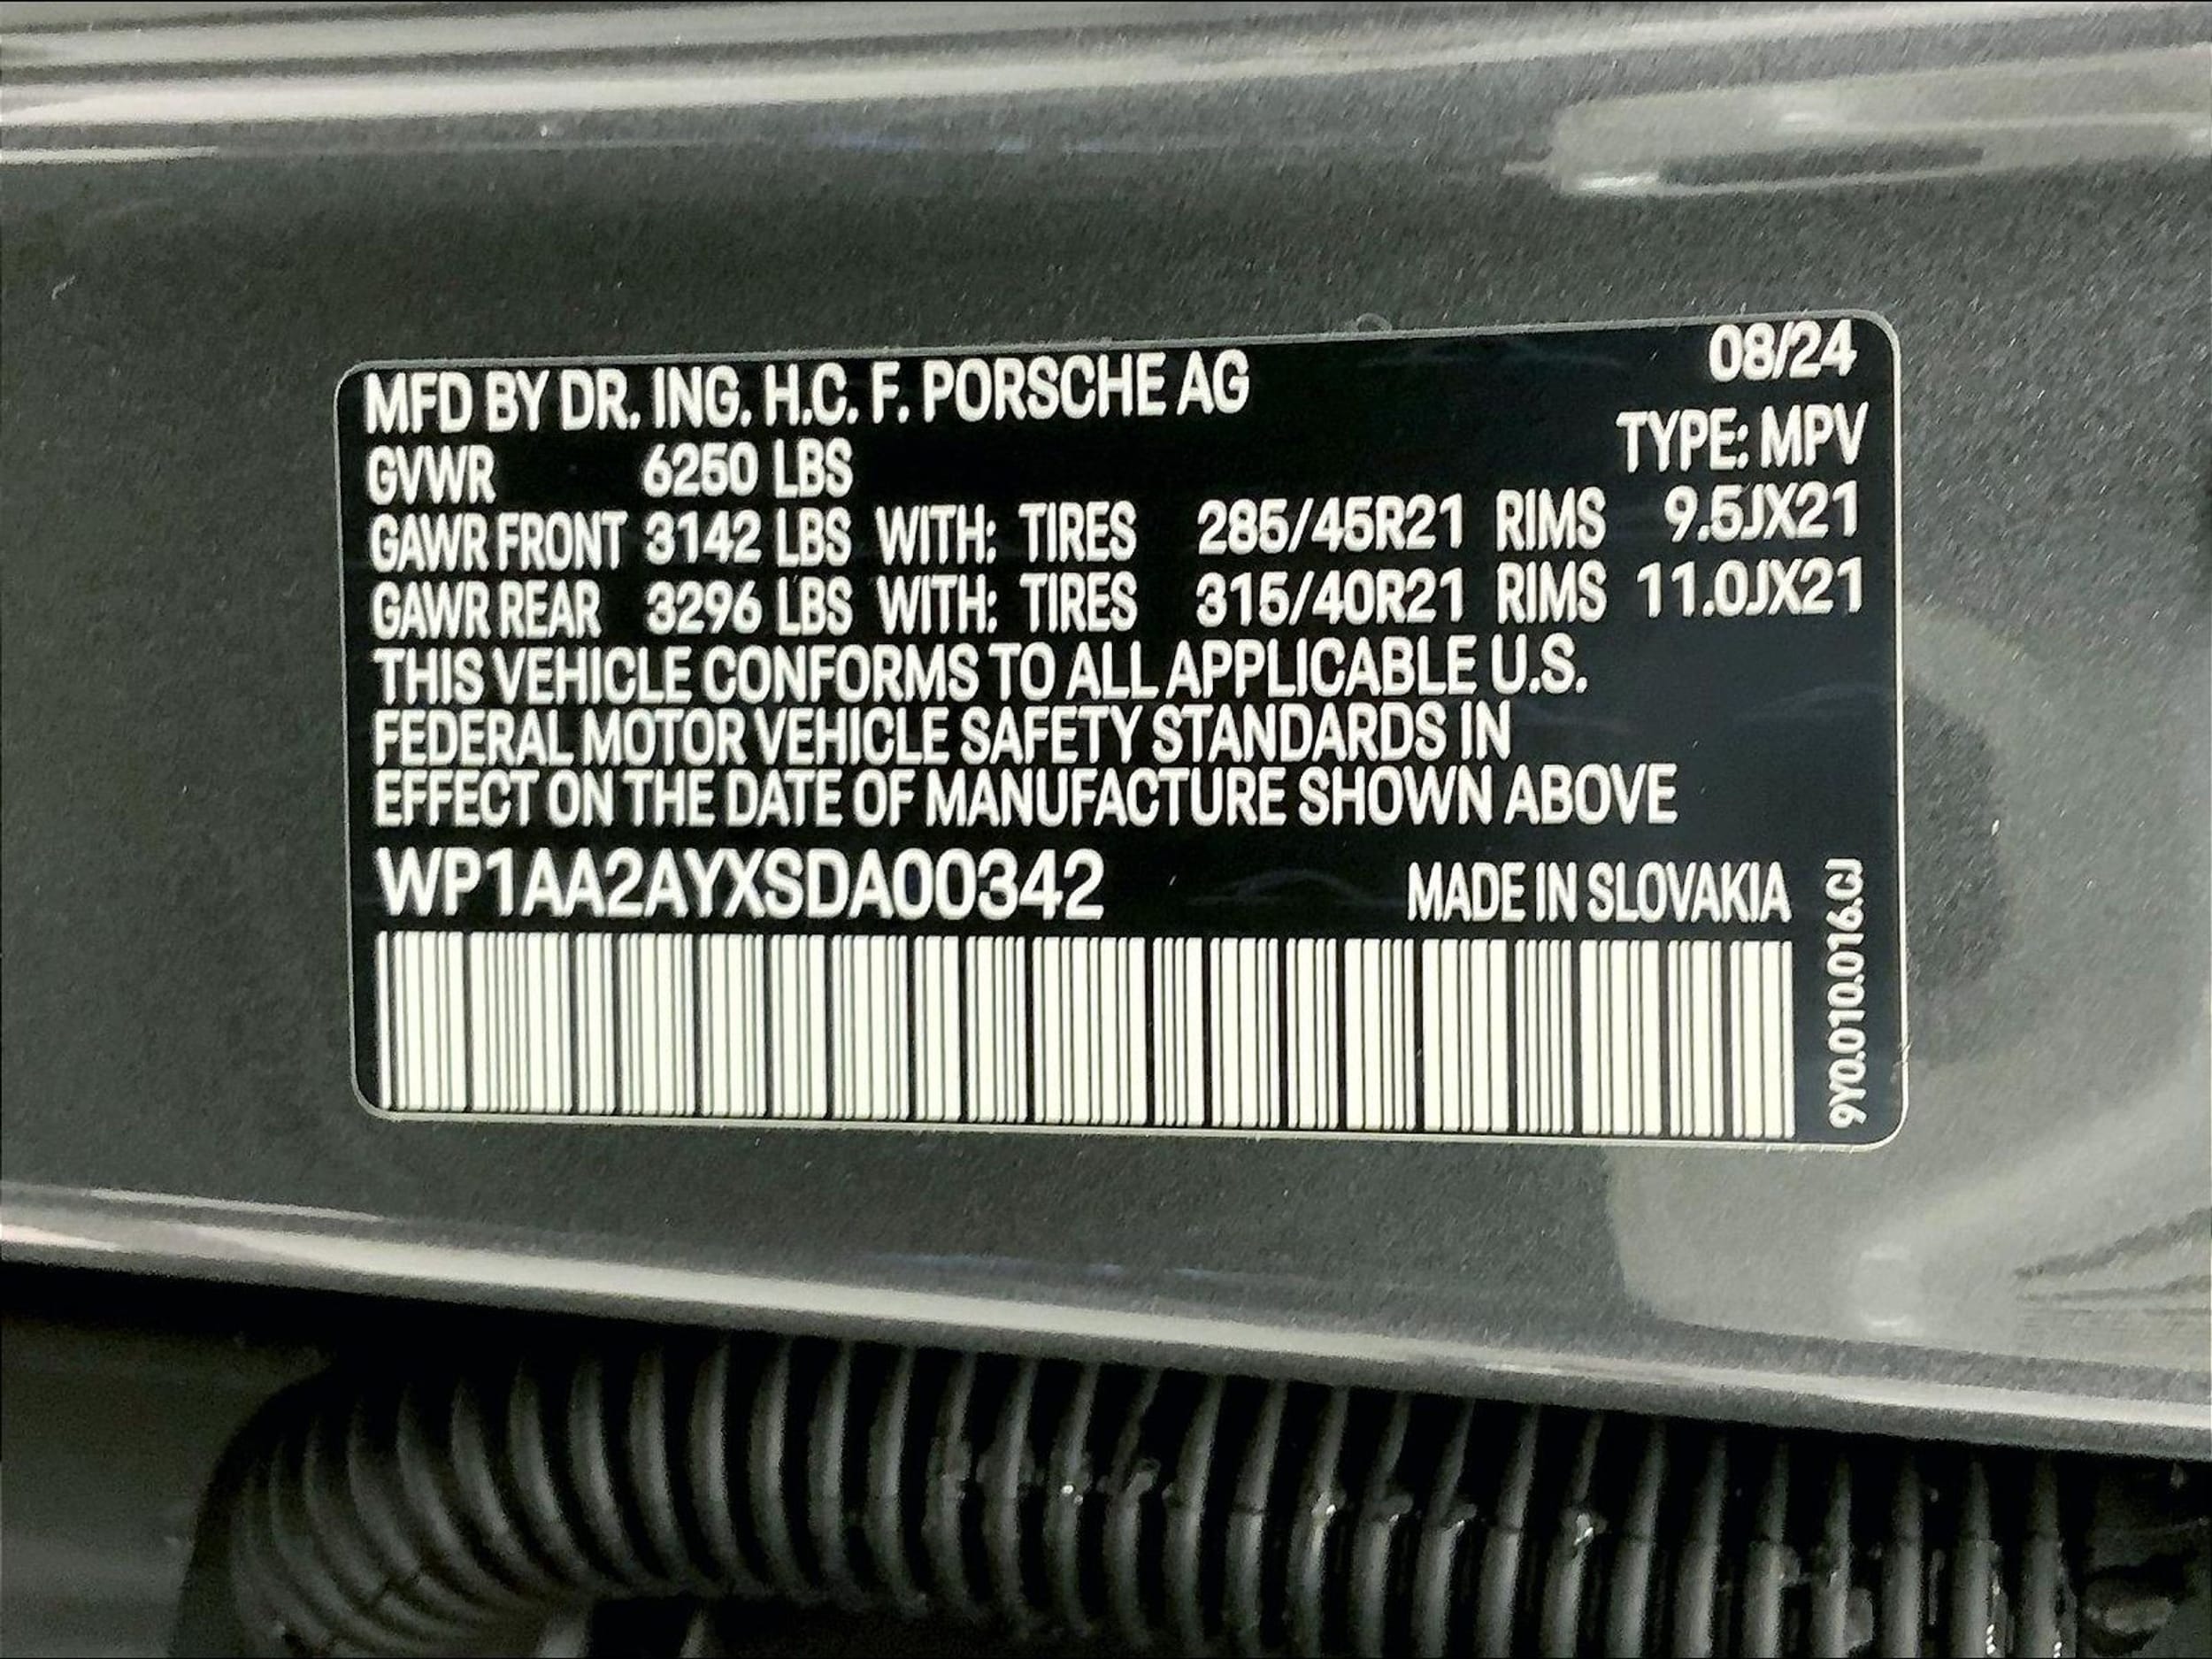 MFD BY DR. ING. H.C. F. PORSCHE AG 08/24
TYPE: MPV
GVWR 6250 LBS
GAWR FRONT 3142 LBS WITH: TIRES 285/45R21 RIMS 9.5JX21
GAWR REAR 3296 LBS WITH: TIRES 315/40R21 RIMS 11.0JX21
THIS VEHICLE CONFORMS TO ALL APPLICABLE U.S.
FEDERAL MOTOR VEHICLE SAFETY STANDARDS IN
EFFECT ON THE DATE OF MANUFACTURE SHOWN ABOVE
WP1AA2AYXSDA00342 MADE IN SLOVAKIA
9Y0.010.016.CJ